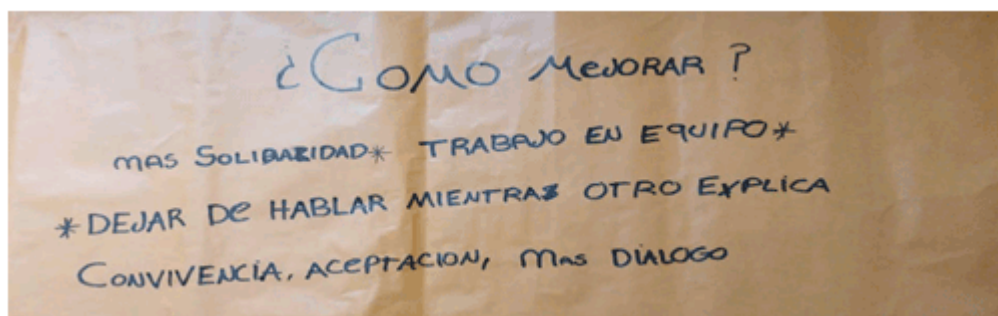 ¿COMO MEJORAR?
MAS SOLIDARIDAD* TRABAJO EN EQUIPO*
*DEJAR DE HABLAR MIENTRAS OTRO EXPLICA
CONVIVENCIA, ACEPTACION, MAS DIALOGO